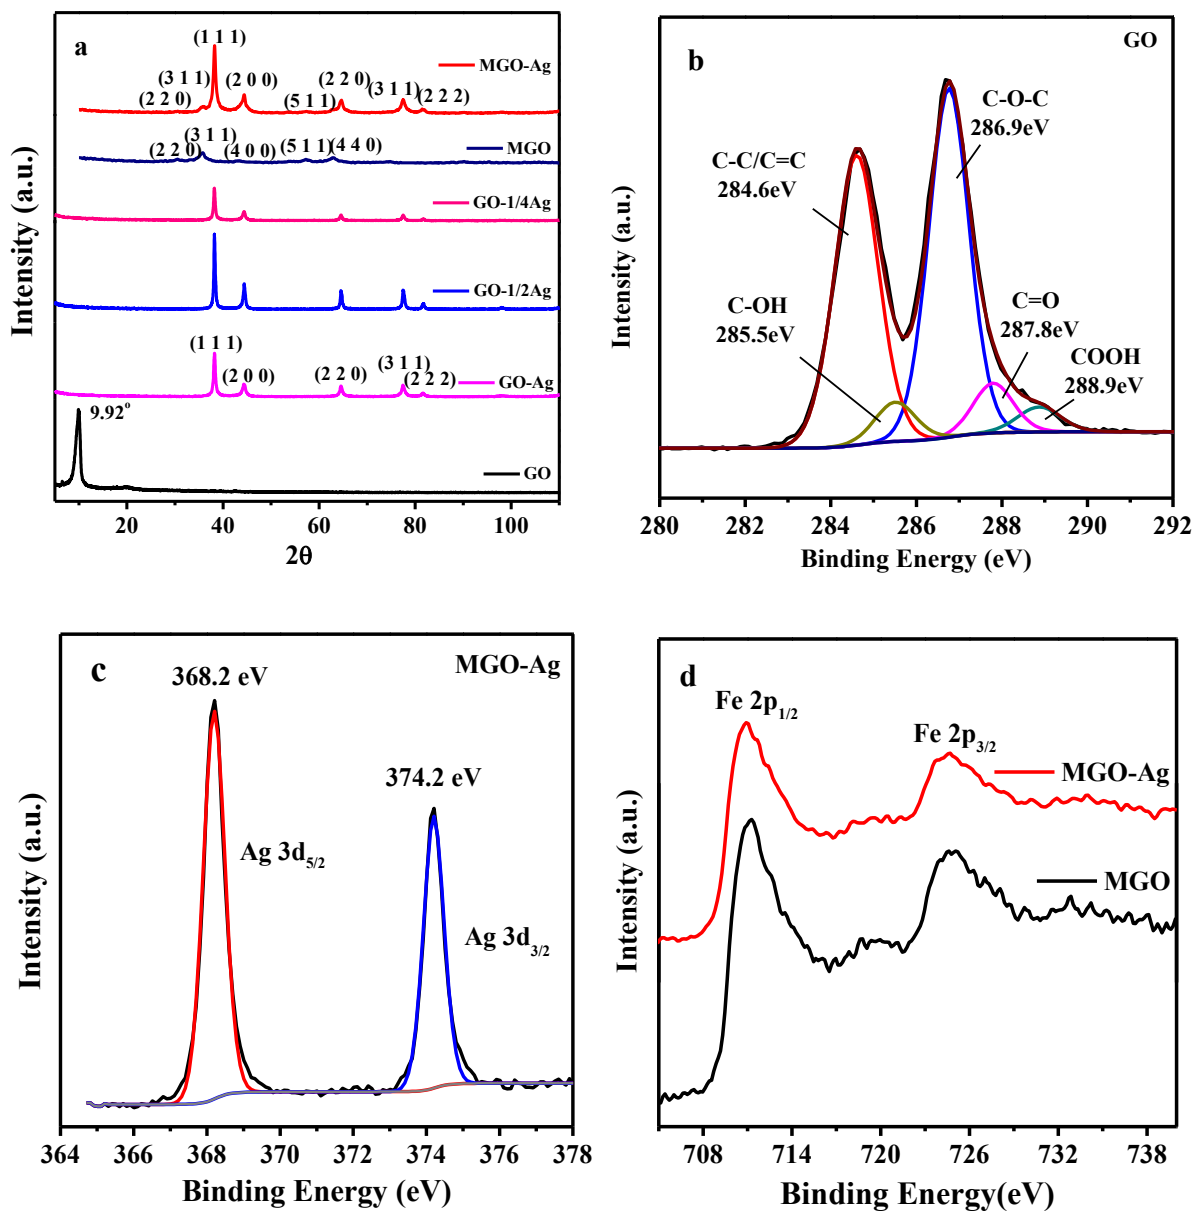 a
(1 1 1)
MGO-Ag
(3 1 1)
(2 0 0)
(2 2 0)
(3 1 1)
(2 2 0)
(5 1 1)
(2 2 2)
(3 1 1)
MGO
(2 2 0)
(4 0 0)
(5 1 1)
(4 4 0)
GO-1/4Ag
GO-1/2Ag
(1 1 1)
(2 0 0)
(2 2 0)
(3 1 1)
(2 2 2)
GO-Ag
9.92°
GO
Intensity (a.u.)
20
40
60
80
100
2θ
b
GO
C-O-C
286.9eV
C-C/C=C
284.6eV
C-OH
285.5eV
C=O
287.8eV
COOH
288.9eV
Intensity (a.u.)
280
282
284
286
288
290
292
Binding Energy (eV)
c
368.2 eV
MGO-Ag
374.2 eV
Ag 3d5/2
Ag 3d3/2
Intensity (a.u.)
364
366
368
370
372
374
376
378
Binding Energy (eV)
d
Fe 2p1/2
Fe 2p3/2
MGO-Ag
MGO
Intensity (a.u.)
708
714
720
726
732
738
Binding Energy(eV)